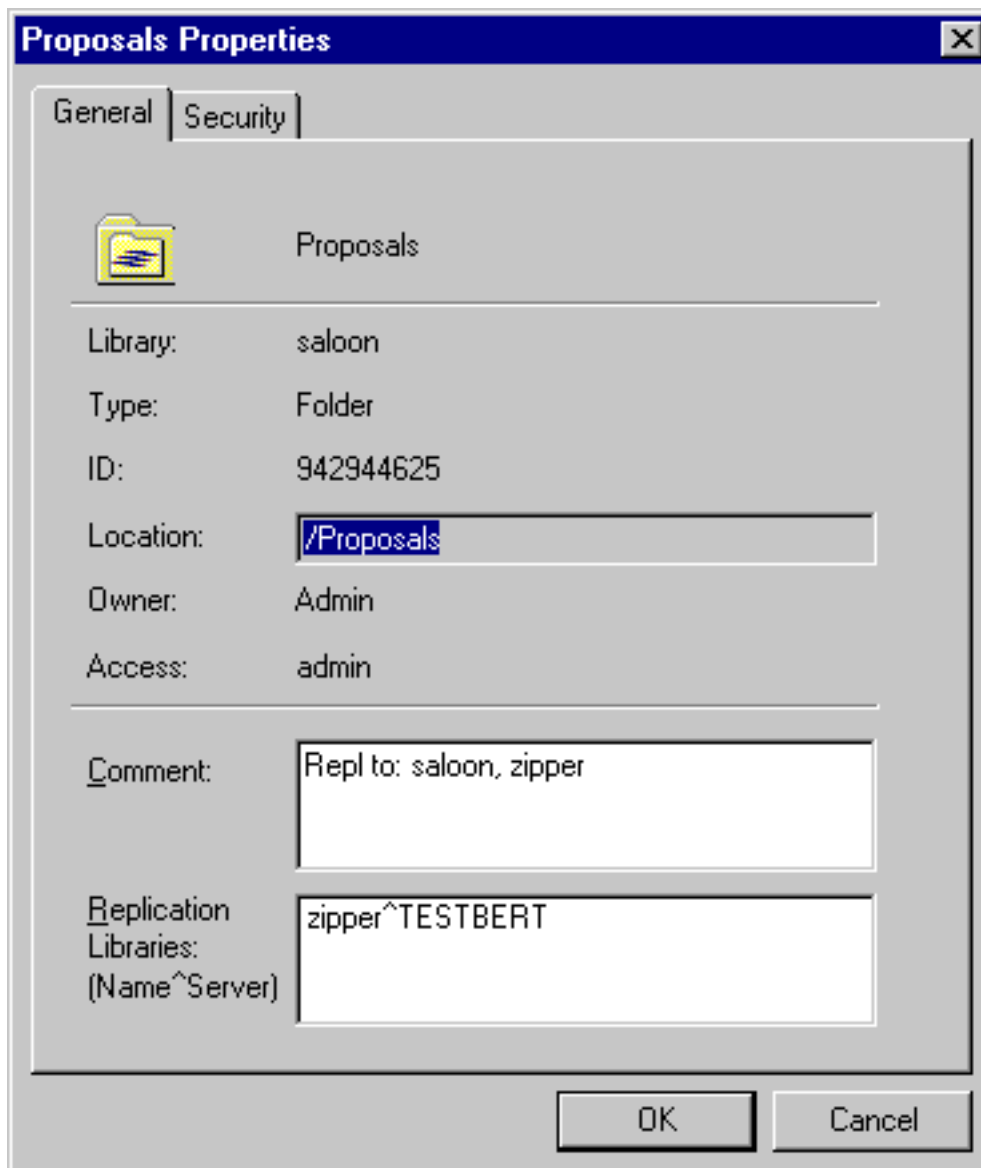 Proposals Properties
General Security
Proposals
Library: saloon
Type: Folder
ID: 942944625
Location: /Proposals
Owner: Admin
Access: admin
Comment: Repl to: saloon, zipper
Replication zipper^TESTBERT
Libraries:
(Name^Server)
OK Cancel